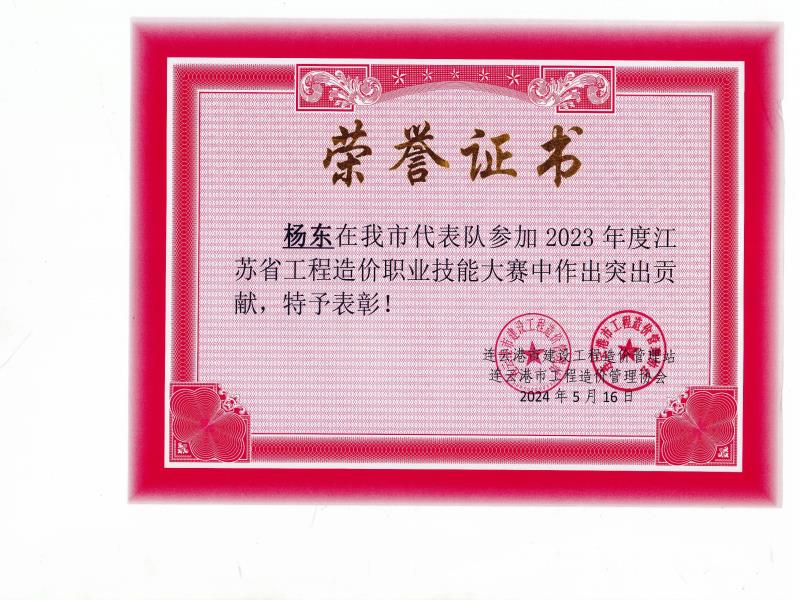 荣誉证书
杨东在我市代表队参加 2023 年度江
苏省工程造价职业技能大赛中作出突出贡
献，特予表彰！
连云港市建设工程造价管理站
连云港市工程造价管理协会
2024 年 5 月 16 日